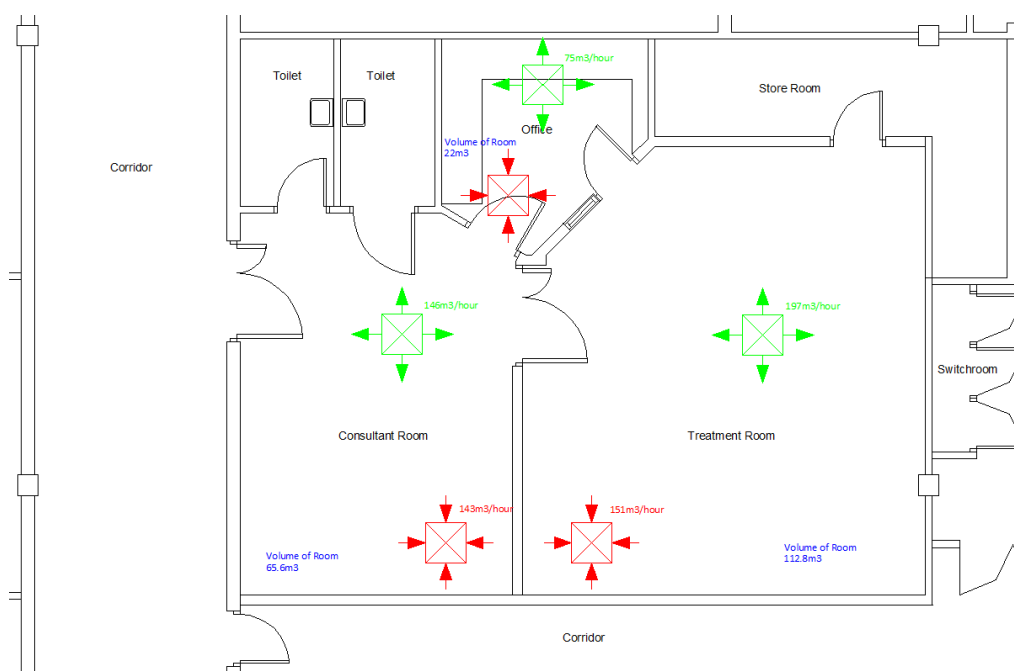 75m3/hour
Toilet
Toilet
Store Room
Office
Volume of Room
22m3
Corridor
146m3/hour
197m3/hour
Switchroom
Consultant Room
Treatment Room
143m3/hour
151m3/hour
Volume of Room
65.6m3
Volume of Room
112.8m3
Corridor